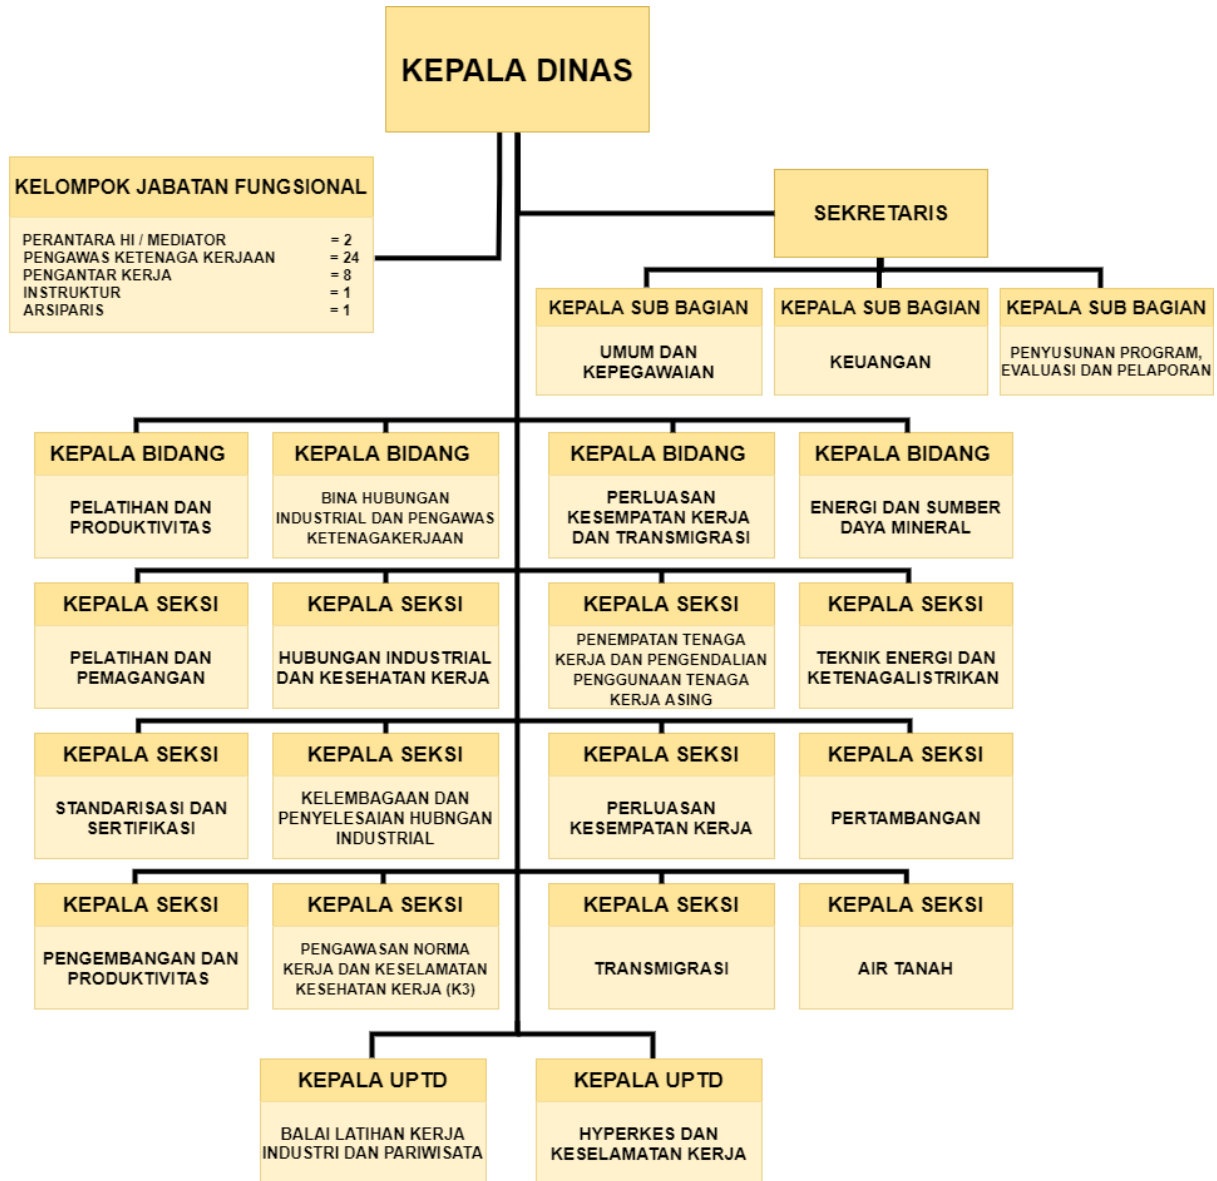 KEPALA DINAS
KELOMPOK JABATAN FUNGSIONAL
PERANTARA HI / MEDIATOR = 2
PENGAWAS KETENAGA KERJAAN = 24
PENGANTAR KERJA = 8
INSTRUKTUR = 1
ARSIPARIS = 1
SEKRETARIS
KEPALA SUB BAGIAN
UMUM DAN
KEPEGAWAIAN
KEPALA SUB BAGIAN
KEUANGAN
KEPALA SUB BAGIAN
PENYUSUNAN PROGRAM,
EVALUASI DAN PELAPORAN
KEPALA BIDANG
PELATIHAN DAN
PRODUKTIVITAS
KEPALA BIDANG
BINA HUBUNGAN
INDUSTRIAL DAN PENGAWAS
KETENAGAKERJAAN
KEPALA BIDANG
PERLUASAN
KESEMPATAN KERJA
DAN TRANSMIGRASI
KEPALA BIDANG
ENERGI DAN SUMBER
DAYA MINERAL
KEPALA SEKSI
PELATIHAN DAN
PEMAGANGAN
KEPALA SEKSI
HUBUNGAN INDUSTRIAL
DAN KESEHATAN KERJA
KEPALA SEKSI
PENEMPATAN TENAGA
KERJA DAN PENGENDALIAN
PENGGUNAAN TENAGA
KERJA ASING
KEPALA SEKSI
TEKNIK ENERGI DAN
KETENAGALISTRIKAN
KEPALA SEKSI
STANDARISASI DAN
SERTIFIKASI
KEPALA SEKSI
KELEMBAGAAN DAN
PENYELESAIAN HUBNGAN
INDUSTRIAL
KEPALA SEKSI
PERLUASAN
KESEMPATAN KERJA
KEPALA SEKSI
PERTAMBANGAN
KEPALA SEKSI
PENGEMBANGAN DAN
PRODUKTIVITAS
KEPALA SEKSI
PENGAWASAN NORMA
KERJA DAN KESELAMATAN
KESEHATAN KERJA (K3)
KEPALA SEKSI
TRANSMIGRASI
KEPALA SEKSI
AIR TANAH
KEPALA UPTD
BALAI LATIHAN KERJA
INDUSTRI DAN PARIWISATA
KEPALA UPTD
HYPERKES DAN
KESELAMATAN KERJA